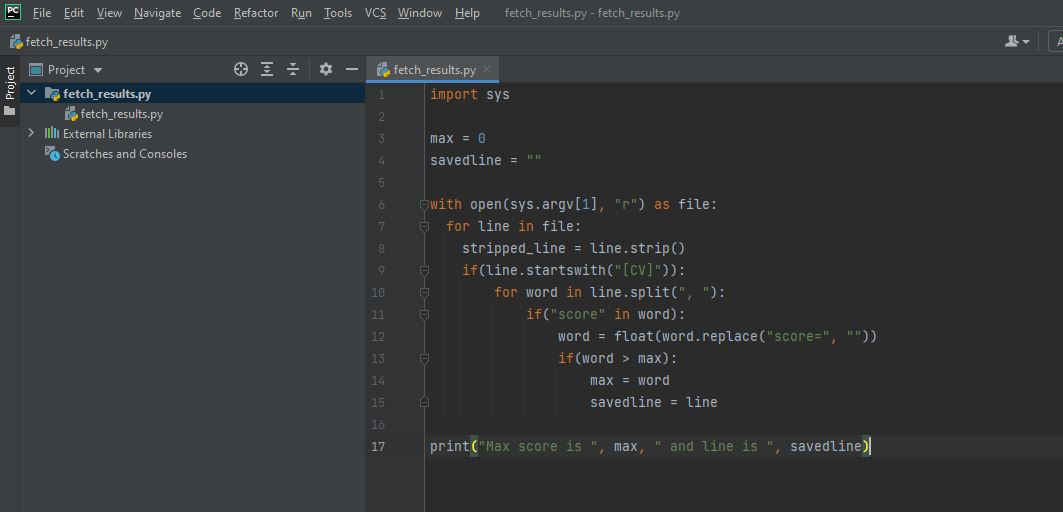 PC File Edit View Navigate Code Refactor Run Tools VCS Window Help fetch_results.py - fetch_results.py
fetch_results.py
A
Project
Project
fetch_results.py
fetch_results.py
External Libraries
Scratches and Consoles
fetch_results.py
1 import sys
2
3 max = 0
4 savedline = ""
5
6 with open(sys.argv[1], "r") as file:
7   for line in file:
8     stripped_line = line.strip()
9     if(line.startswith("[CV]")):
10         for word in line.split(", "):
11             if("score" in word):
12                 word = float(word.replace("score=", ""))
13                 if(word > max):
14                     max = word
15                     savedline = line
16
17 print("Max score is ", max, " and line is ", savedline)